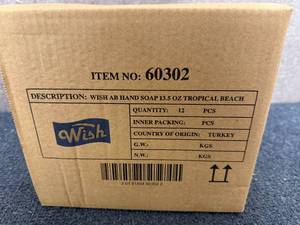 ITEM NO: 60302
DESCRIPTION: WISH AB HAND SOAP 13.5 OZ TROPICAL BEACH
QUANTITY: 12 PCS
INNER PACKING: PCS
COUNTRY OF ORIGIN: TURKEY
G.W.: KGS
N.W.: KGS
Wish